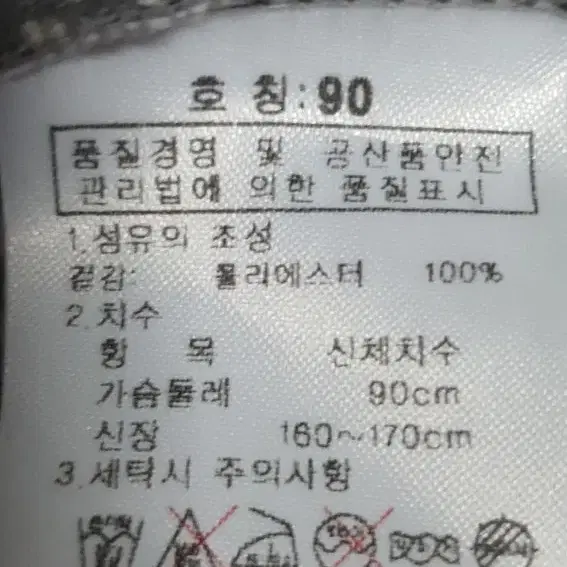 호 칭:90
품질경영 및 공산품안전
관리법에 의한 품질표시
1.섬유의 조성
겉감: 폴리에스터 100%
2.치수
항 목 신체치수
가슴둘레 90cm
신장 160~170cm
3.세탁시 주의사항